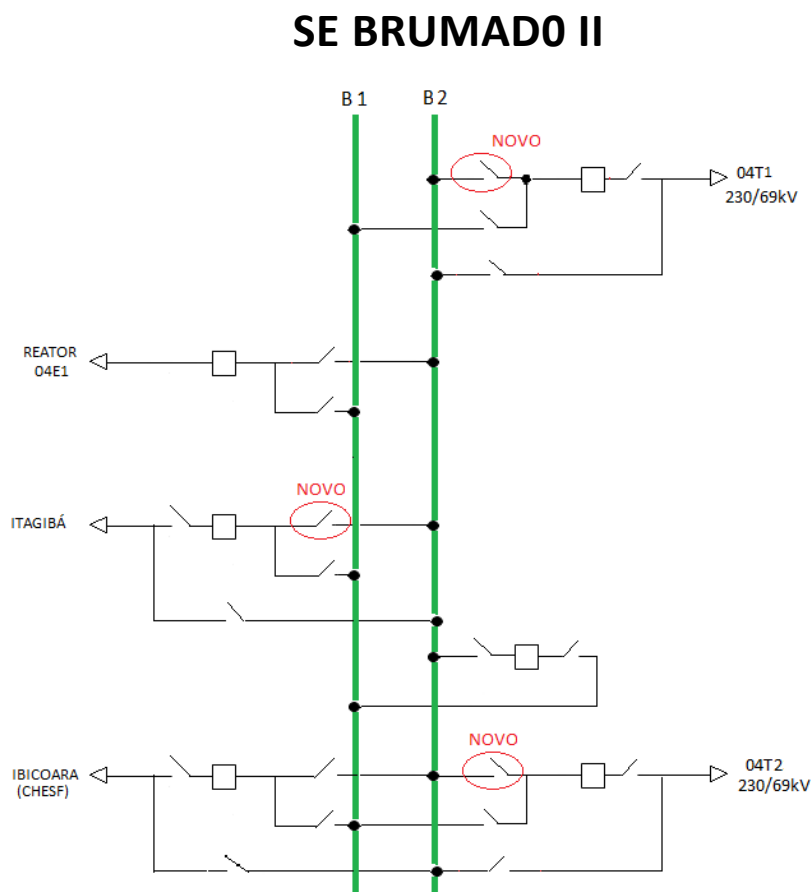 SE BRUMAD0 II
B 1
B 2
NOVO
04T1
230/69kV
REATOR
04E1
NOVO
ITAGIBÁ
NOVO
IBICOARA
(CHESF)
04T2
230/69kV